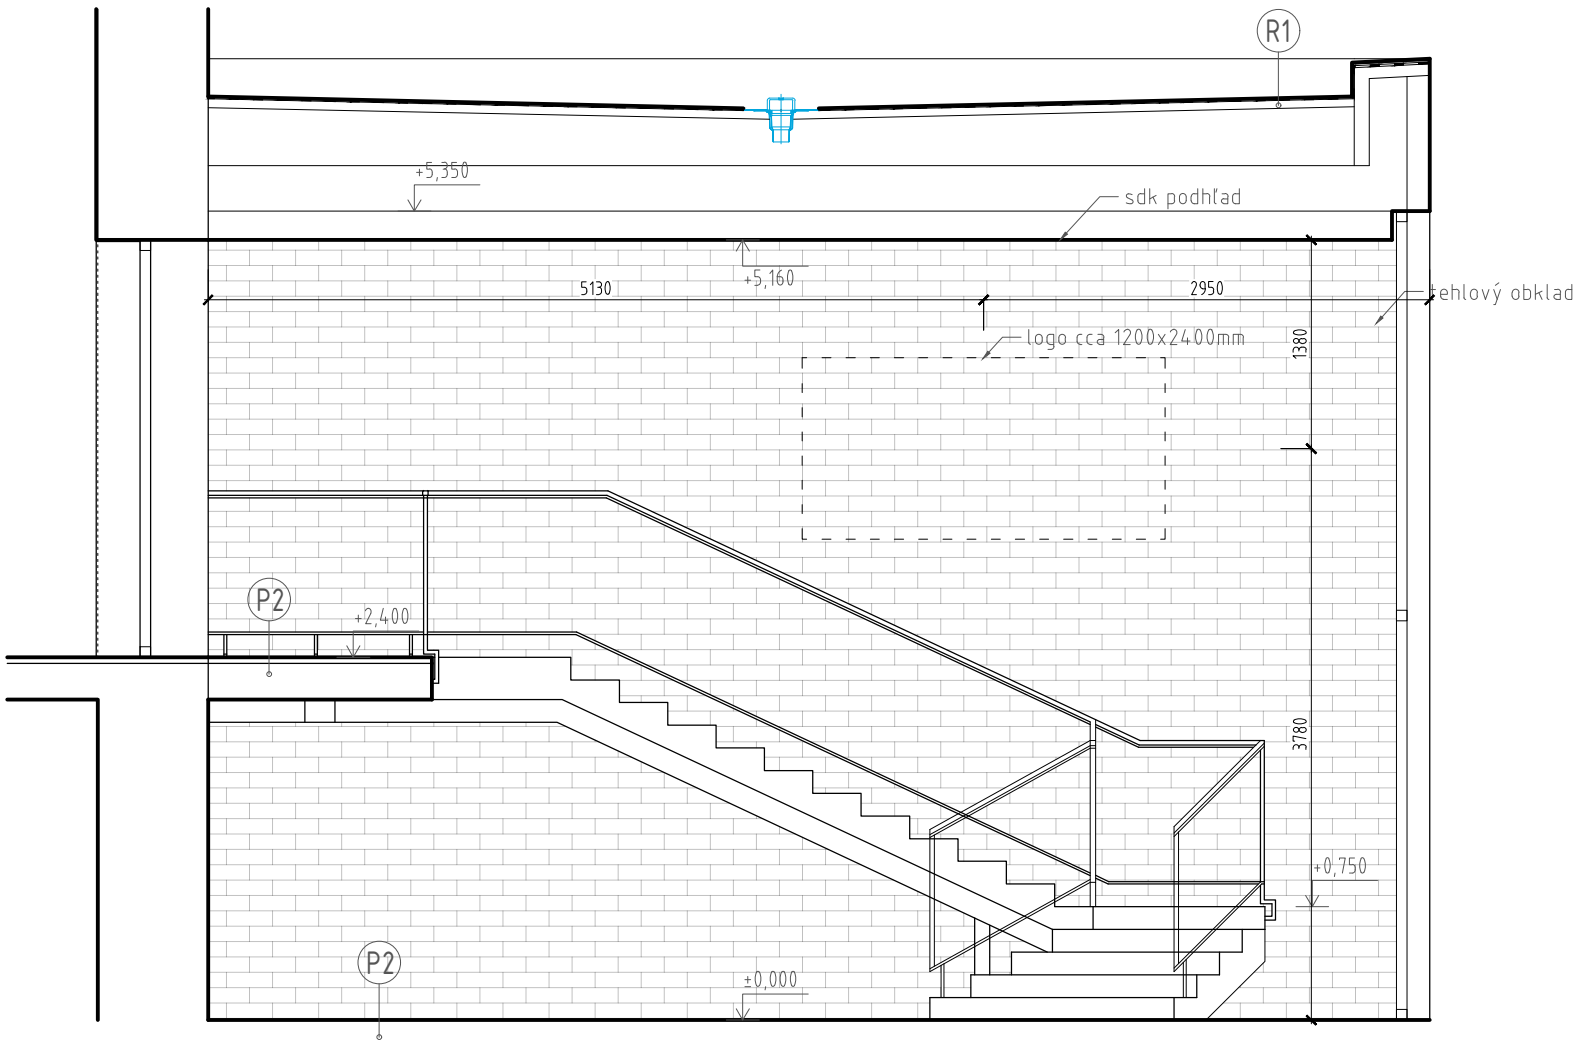 R1
+5,350
sdk podhľad
+5,160
5130
2950
tehlový obklad
logo cca 1200x2400mm
1380
P2
+2,400
3780
+0,750
P2
±0,000